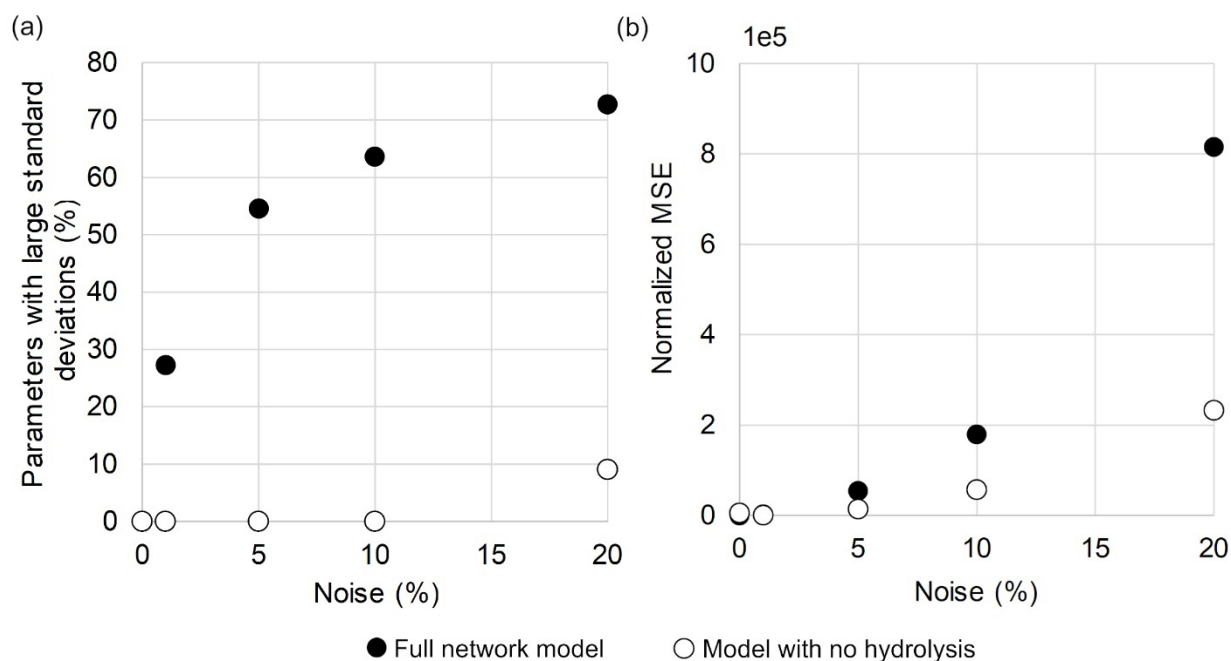 (a)
Parameters with large standard
deviations (%)
80
70
60
50
40
30
20
10
0
0 5 10 15 20
Noise (%)
(b)
1e5
Normalized MSE
10
8
6
4
2
0
0 5 10 15 20
Noise (%)
Full network model
Model with no hydrolysis